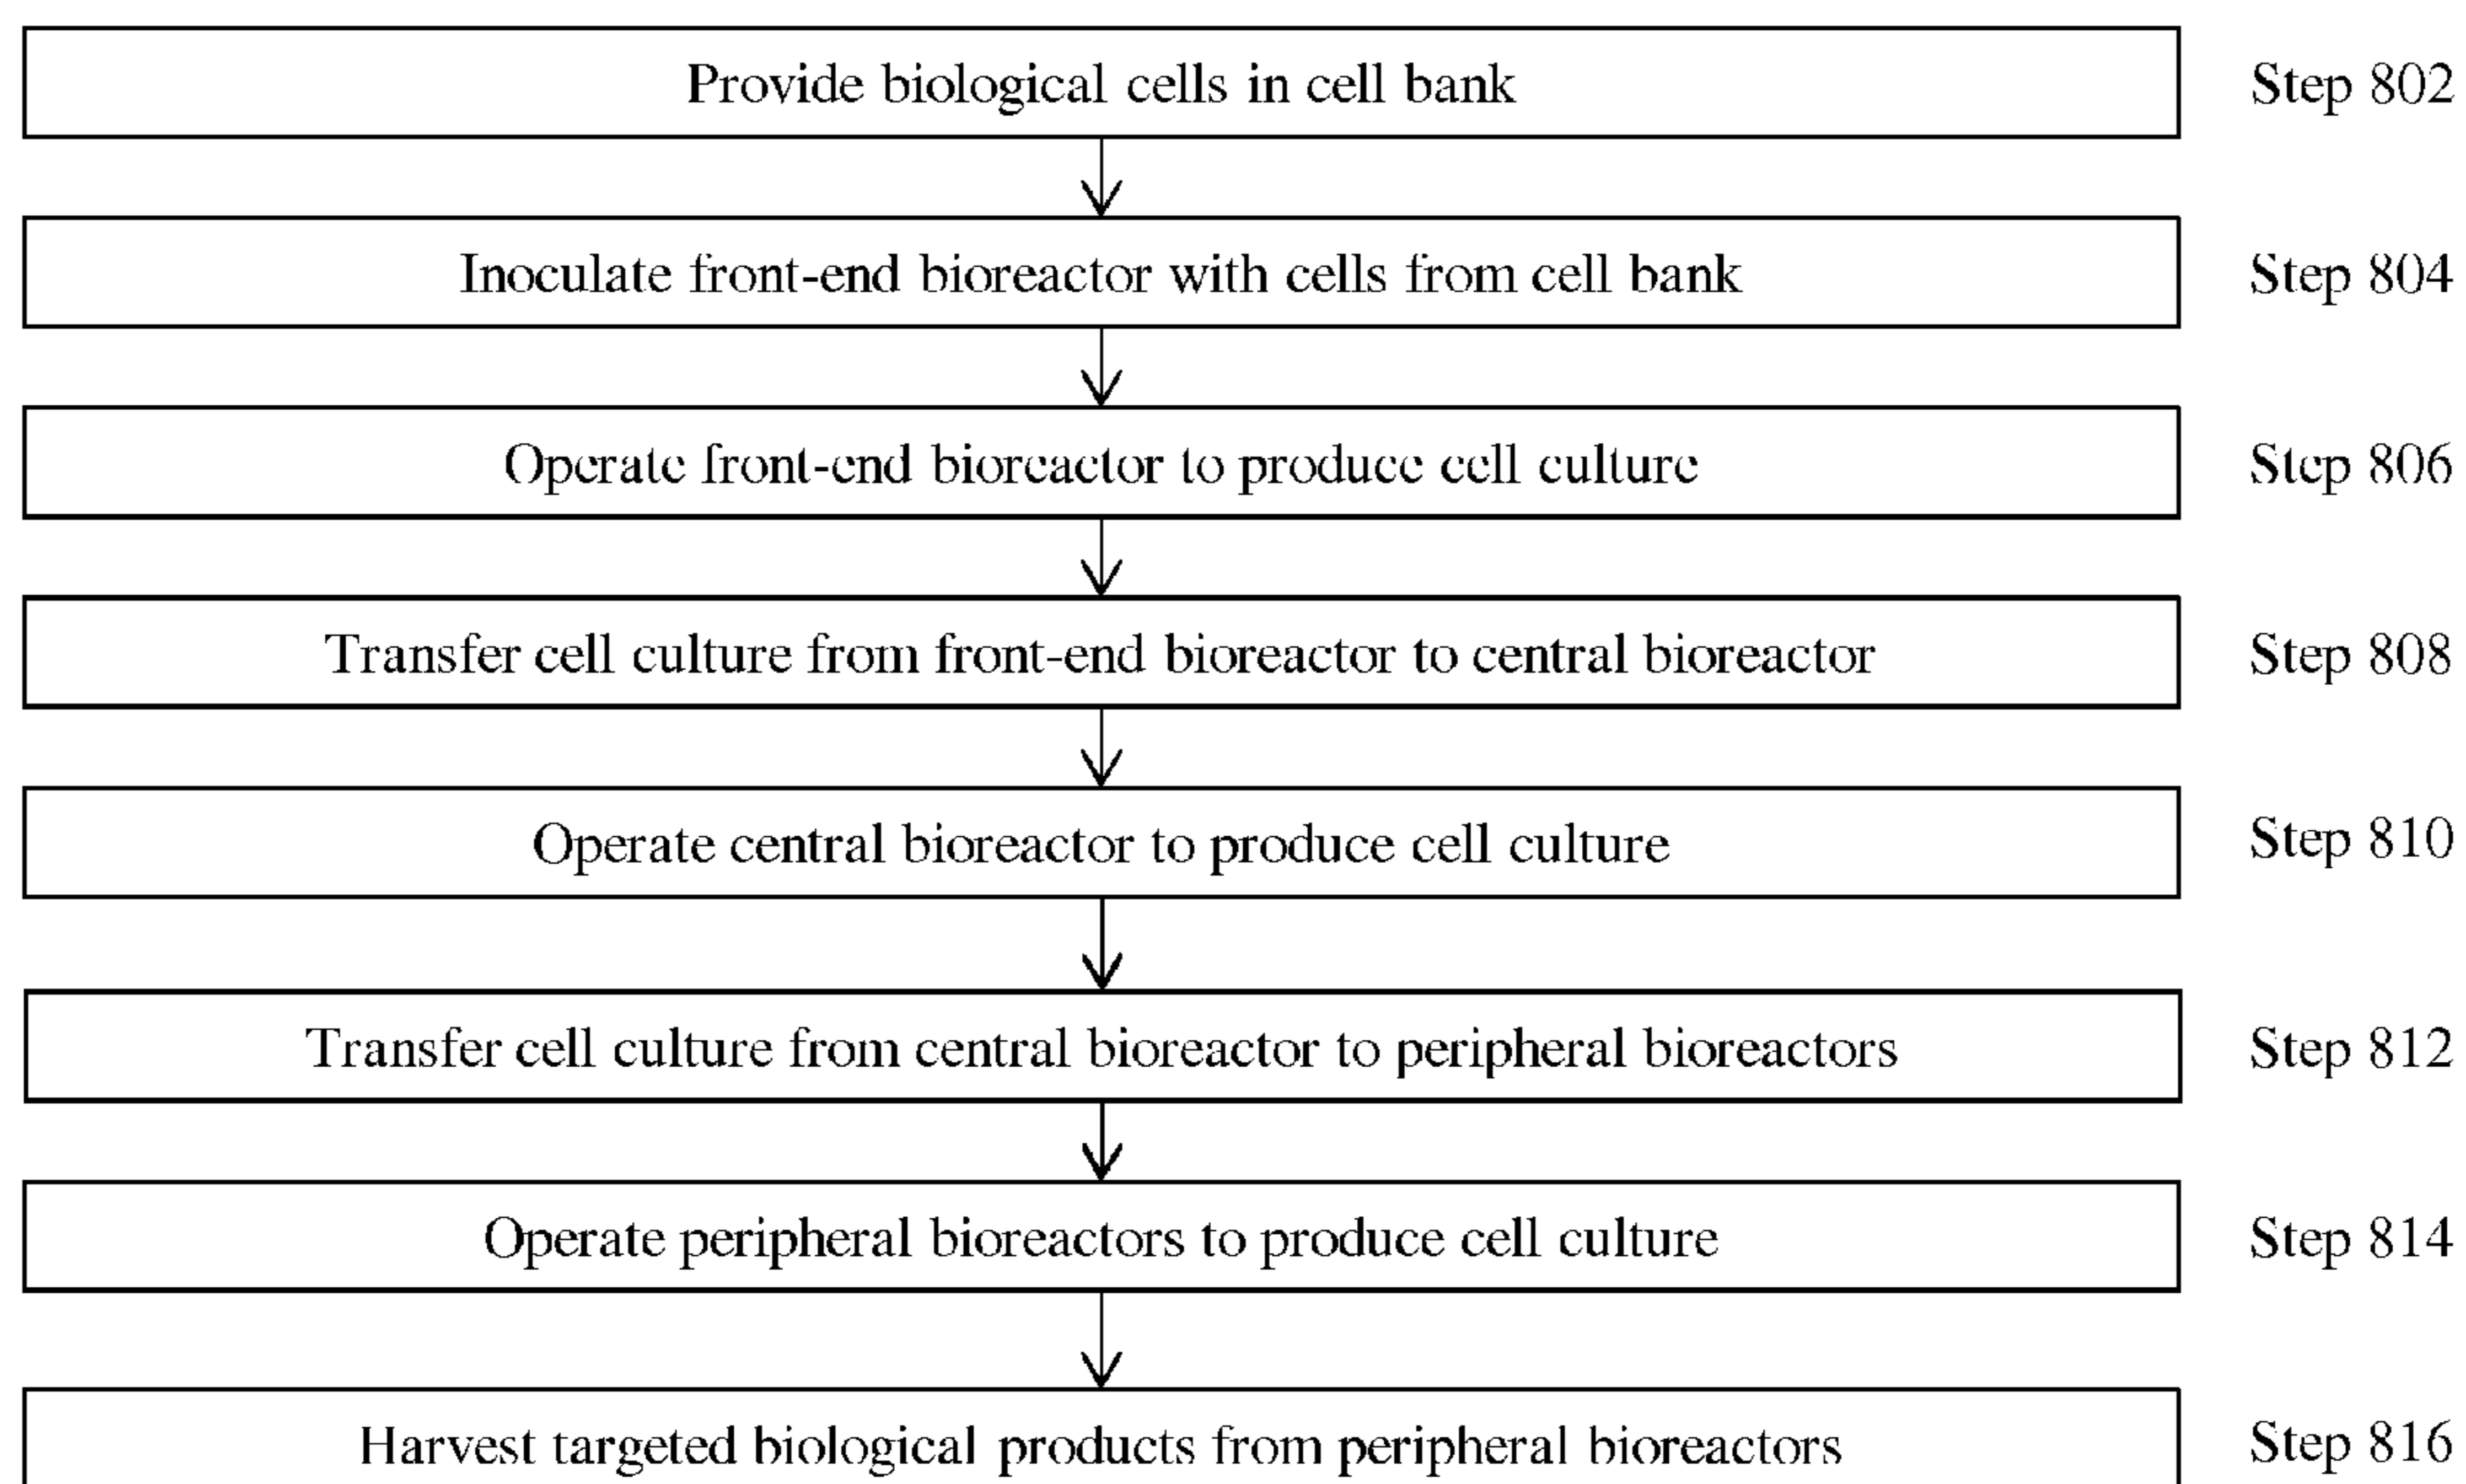 Provide biological cells in cell bank Step 802
Inoculate front-end bioreactor with cells from cell bank Step 804
Operate front-end bioreactor to produce cell culture Step 806
Transfer cell culture from front-end bioreactor to central bioreactor Step 808
Operate central bioreactor to produce cell culture Step 810
Transfer cell culture from central bioreactor to peripheral bioreactors Step 812
Operate peripheral bioreactors to produce cell culture Step 814
Harvest targeted biological products from peripheral bioreactors Step 816